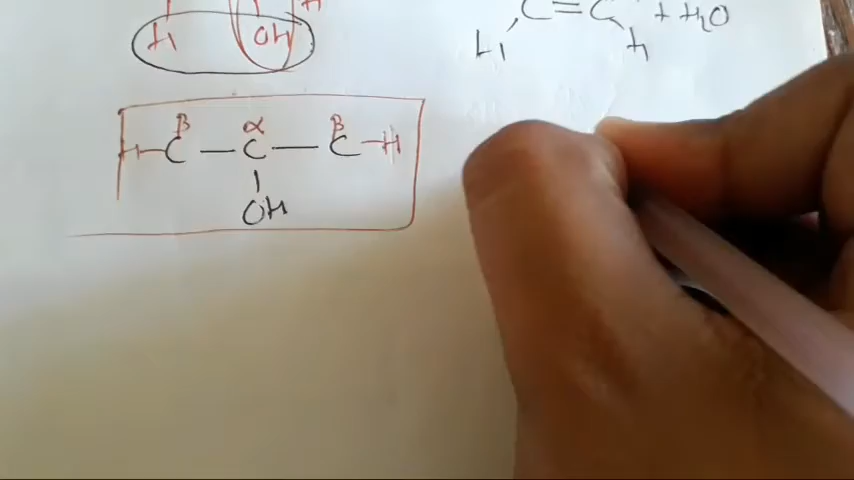 H
C = C + H2O
H OH
H H
β α β
H - C - C - C - H
OH